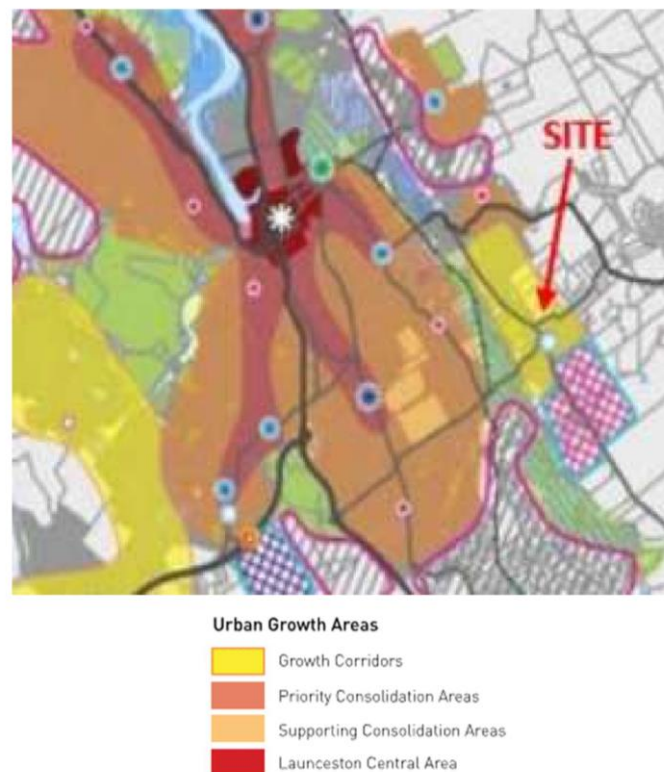 SITE
Urban Growth Areas
Growth Corridors
Priority Consolidation Areas
Supporting Consolidation Areas
Launceston Central Area